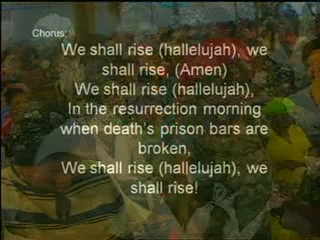 Chorus:
We shall rise (hallelujah), we
shall rise, (Amen)
We shall rise (hallelujah),
In the resurrection morning
when death's prison bars are
broken,
We shall rise (hallelujah), we
shall rise!